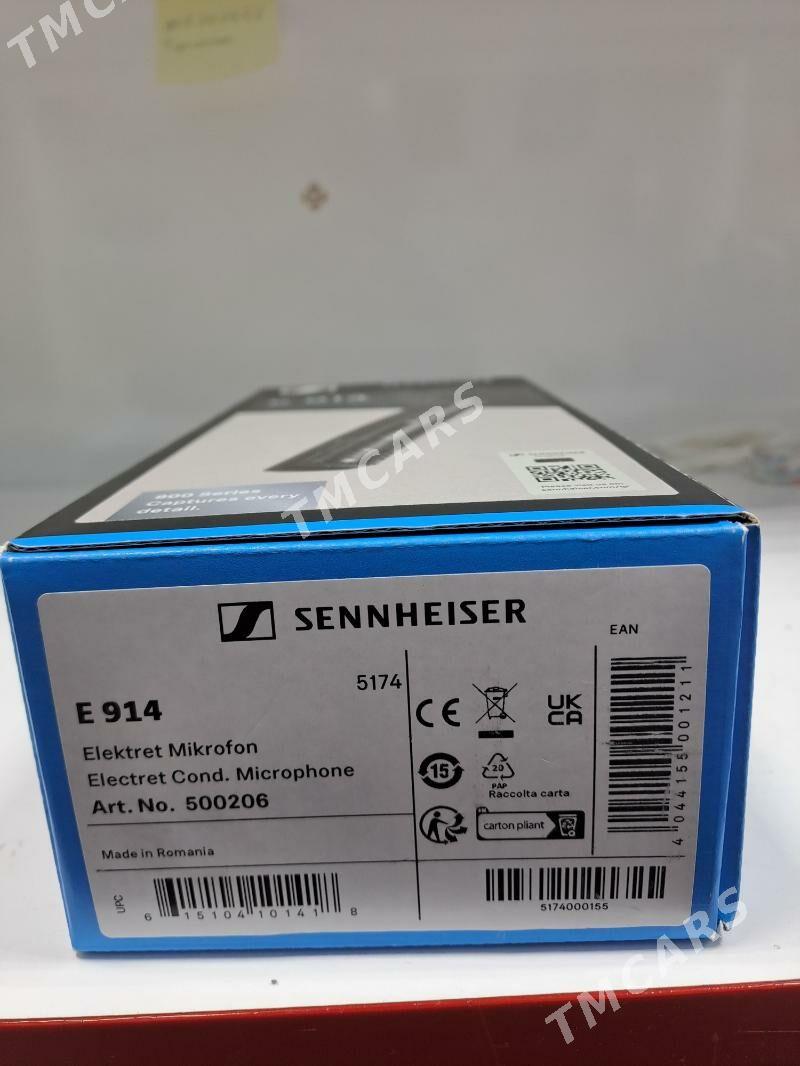 TMCARS
900 Series
Captures every
detail.
SENNHEISER
TMCARS
SENNHEISER
EAN
5174
E 914
Elektret Mikrofon
Electret Cond. Microphone
Art. No. 500206
Made in Romania
CE
UK
CA
15
20
PAP
Raccolta carta
carton pliant
4 044155 001211
UPC
6 15104 10141 8
5174000155
TMCARS